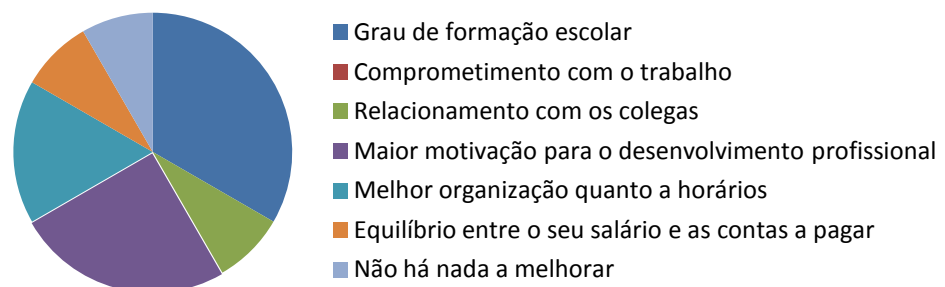 Grau de formação escolar
Comprometimento com o trabalho
Relacionamento com os colegas
Maior motivação para o desenvolvimento profissional
Melhor organização quanto a horários
Equilíbrio entre o seu salário e as contas a pagar
Não há nada a melhorar